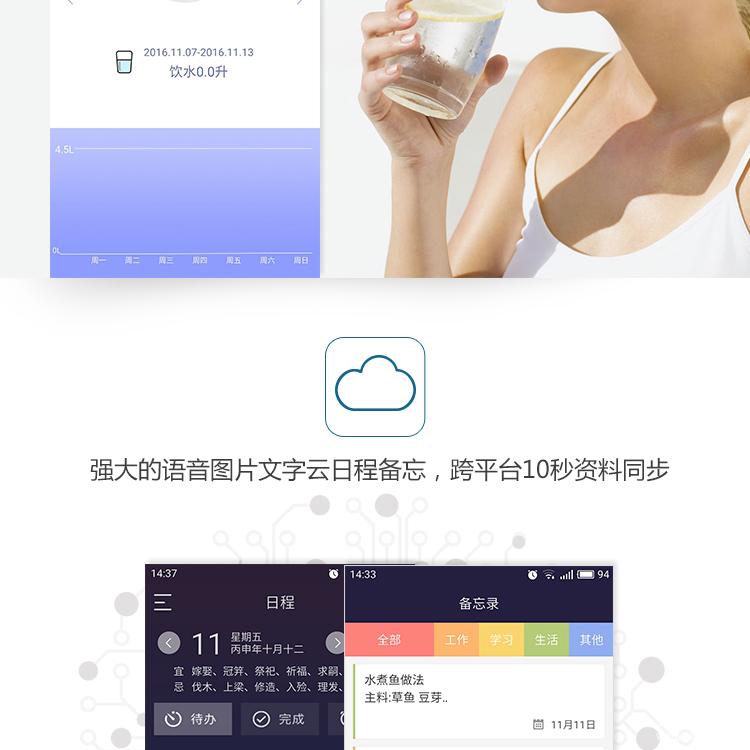 2016.11.07-2016.11.13
饮水0.0升
4.5L
0L
周一 周二 周三 周四 周五 周六 周日
强大的语音图片文字云日程备忘，跨平台10秒资料同步
14:37
日程
11 星期五
丙申年十月十二
宜 嫁娶、冠笄、祭祀、祈福、求嗣、
忌 伐木、上梁、修造、入殓、理发、
待办 完成
14:33 94
备忘录
全部 工作 学习 生活 其他
水煮鱼做法
主料:草鱼 豆芽..
11月11日